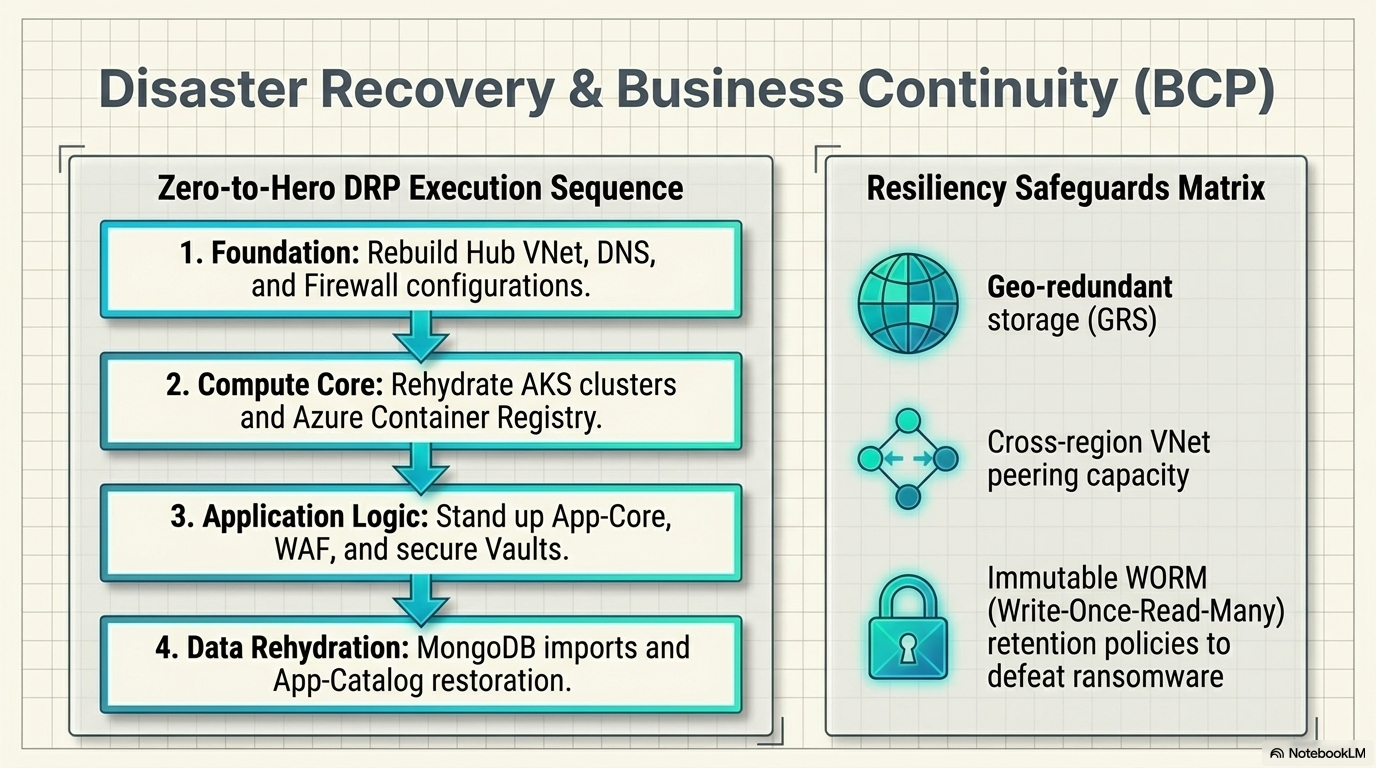 Disaster Recovery & Business Continuity (BCP)
Zero-to-Hero DRP Execution Sequence
1. Foundation: Rebuild Hub VNet, DNS,
and Firewall configurations.
2. Compute Core: Rehydrate AKS clusters
and Azure Container Registry.
3. Application Logic: Stand up App-Core,
WAF, and secure Vaults.
4. Data Rehydration: MongoDB imports and
App-Catalog restoration.
Resiliency Safeguards Matrix
Geo-redundant
storage (GRS)
Cross-region VNet
peering capacity
Immutable WORM
(Write-Once-Read-Many)
retention policies to
defeat ransomware
NotebookLM